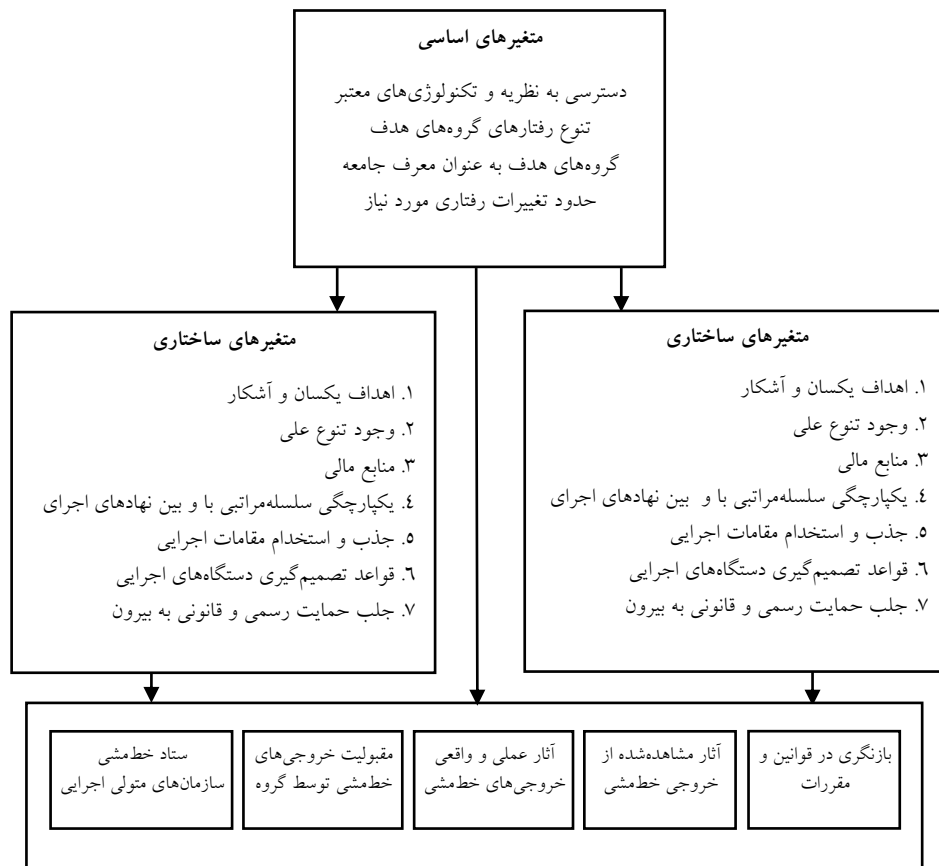 متغیرهای اساسی
دسترسی به نظریه و تکنولوژی‌های معتبر
تنوع رفتارهای گروه‌های هدف
گروه‌های هدف به عنوان معرف جامعه
حدود تغییرات رفتاری مورد نیاز
متغیرهای ساختاری
۱. اهداف یکسان و آشکار
۲. وجود تنوع علی
۳. منابع مالی
۴. یکپارچگی سلسله‌مراتبی با و بین نهادهای اجرای
۵. جذب و استخدام مقامات اجرایی
۶. قواعد تصمیم‌گیری دستگاه‌های اجرایی
۷. جلب حمایت رسمی و قانونی به بیرون
متغیرهای ساختاری
۱. اهداف یکسان و آشکار
۲. وجود تنوع علی
۳. منابع مالی
۴. یکپارچگی سلسله‌مراتبی با و بین نهادهای اجرای
۵. جذب و استخدام مقامات اجرایی
۶. قواعد تصمیم‌گیری دستگاه‌های اجرایی
۷. جلب حمایت رسمی و قانونی به بیرون
بازنگری در قوانین و
مقررات
آثار مشاهده‌شده از
خروجی خط‌مشی
آثار عملی و واقعی
خروجی‌های خط‌مشی
مقبولیت خروجی‌های
خط‌مشی توسط گروه
ستاد خط‌مشی
سازمان‌های متولی اجرایی